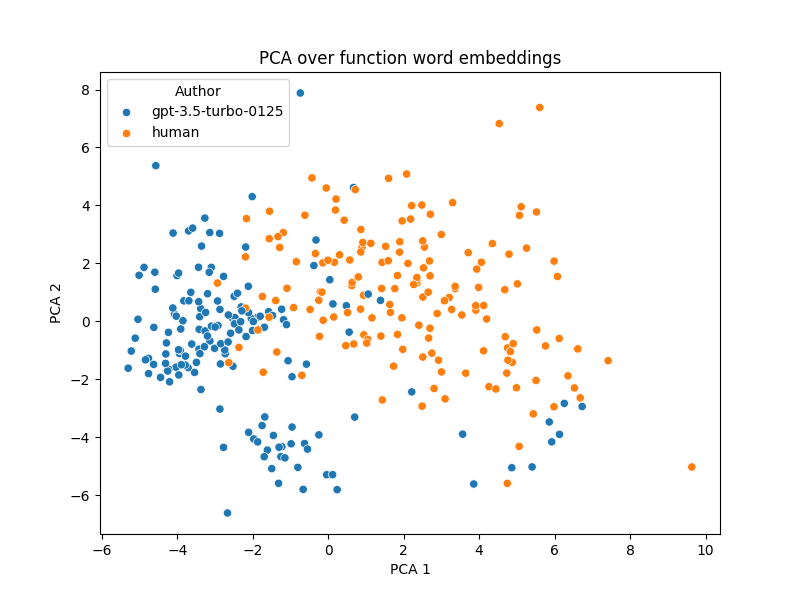 PCA over function word embeddings
Author
gpt-3.5-turbo-0125
human
8
6
4
2
0
−2
−4
−6
PCA 2
−6
−4
−2
0
2
4
6
8
10
PCA 1